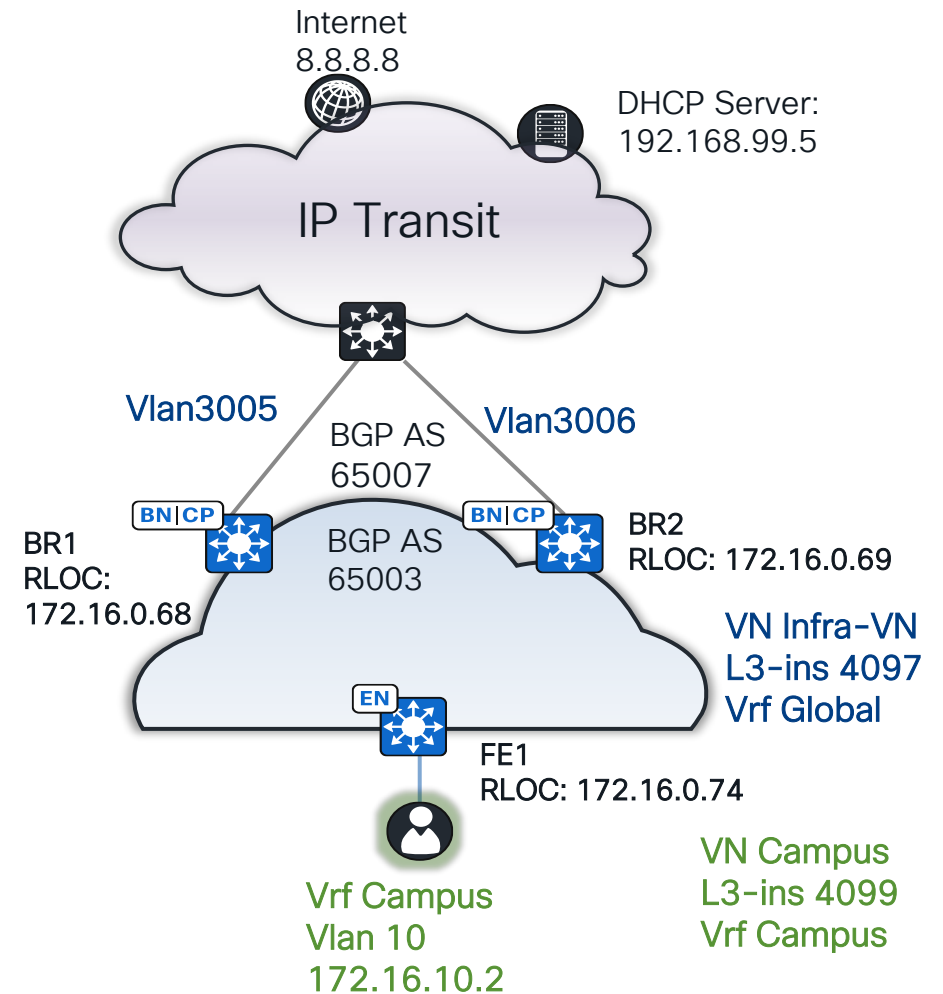 Internet
8.8.8.8
DHCP Server:
192.168.99.5
IP Transit
Vlan3005
Vlan3006
BGP AS
65007
BN|CP
BN|CP
BR1
RLOC:
172.16.0.68
BGP AS
65003
BR2
RLOC: 172.16.0.69
VN Infra-VN
L3-ins 4097
Vrf Global
EN
FE1
RLOC: 172.16.0.74
Vrf Campus
Vlan 10
172.16.10.2
VN Campus
L3-ins 4099
Vrf Campus